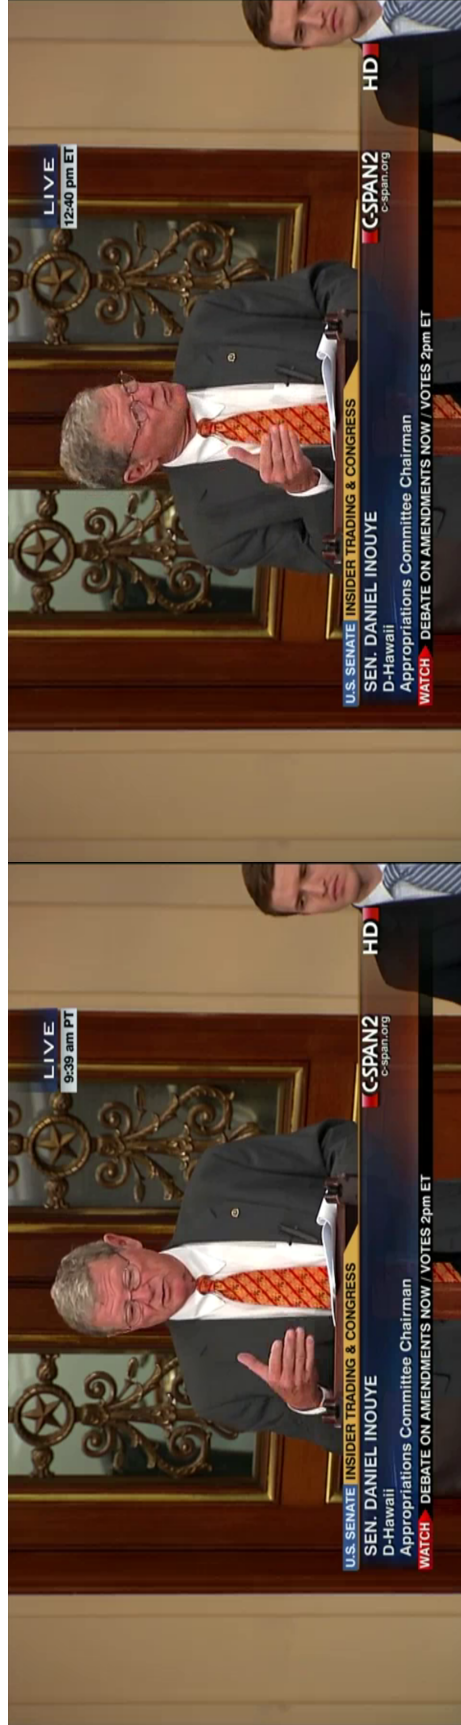 LIVE
9:39 am PT
U.S. SENATE INSIDER TRADING & CONGRESS
SEN. DANIEL INOUYE
D-Hawaii
Appropriations Committee Chairman
C-SPAN2
c-span.org
HD
WATCH DEBATE ON AMENDMENTS NOW / VOTES 2pm ET
LIVE
12:40 pm ET
U.S. SENATE INSIDER TRADING & CONGRESS
SEN. DANIEL INOUYE
D-Hawaii
Appropriations Committee Chairman
C-SPAN2
c-span.org
HD
WATCH DEBATE ON AMENDMENTS NOW / VOTES 2pm ET